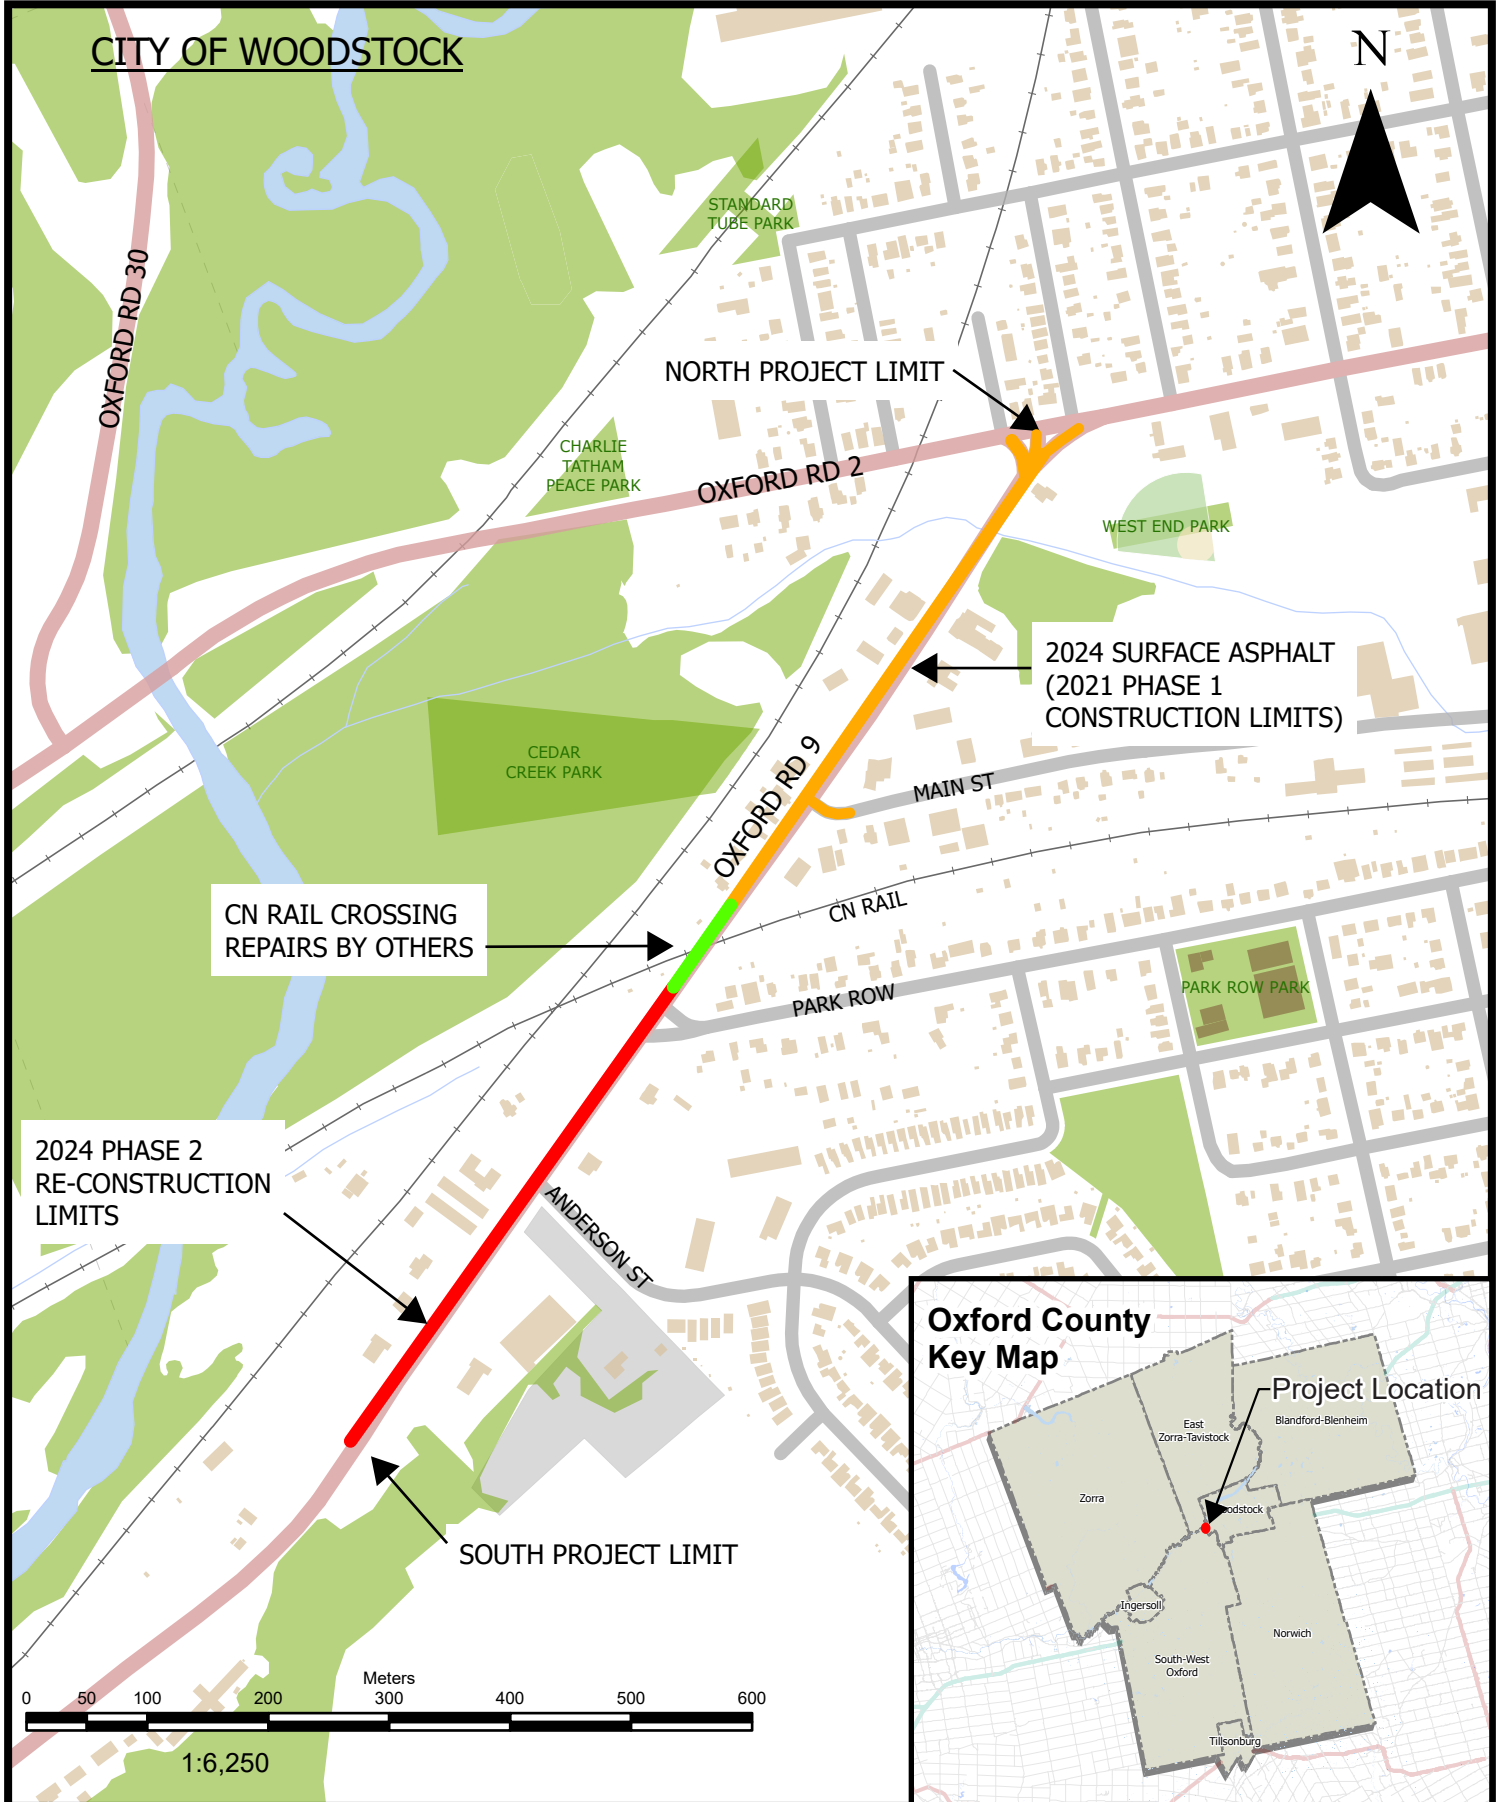 CITY OF WOODSTOCK
N
OXFORD RD 30
STANDARD
TUBE PARK
NORTH PROJECT LIMIT
CHARLIE
TATHAM
PEACE PARK
OXFORD RD 2
WEST END PARK
2024 SURFACE ASPHALT
(2021 PHASE 1
CONSTRUCTION LIMITS)
CEDAR
CREEK PARK
OXFORD RD 9
MAIN ST
CN RAIL CROSSING
REPAIRS BY OTHERS
CN RAIL
PARK ROW
PARK ROW PARK
2024 PHASE 2
RE-CONSTRUCTION
LIMITS
ANDERSON ST
SOUTH PROJECT LIMIT
Meters
0 50 100 200 300 400 500 600
1:6,250
Oxford County
Key Map
Project Location
East
Zorra-Tavistock
Blandford-Blenheim
Zorra
odstock
Ingersoll
Norwich
South-West
Oxford
Tillsonburg